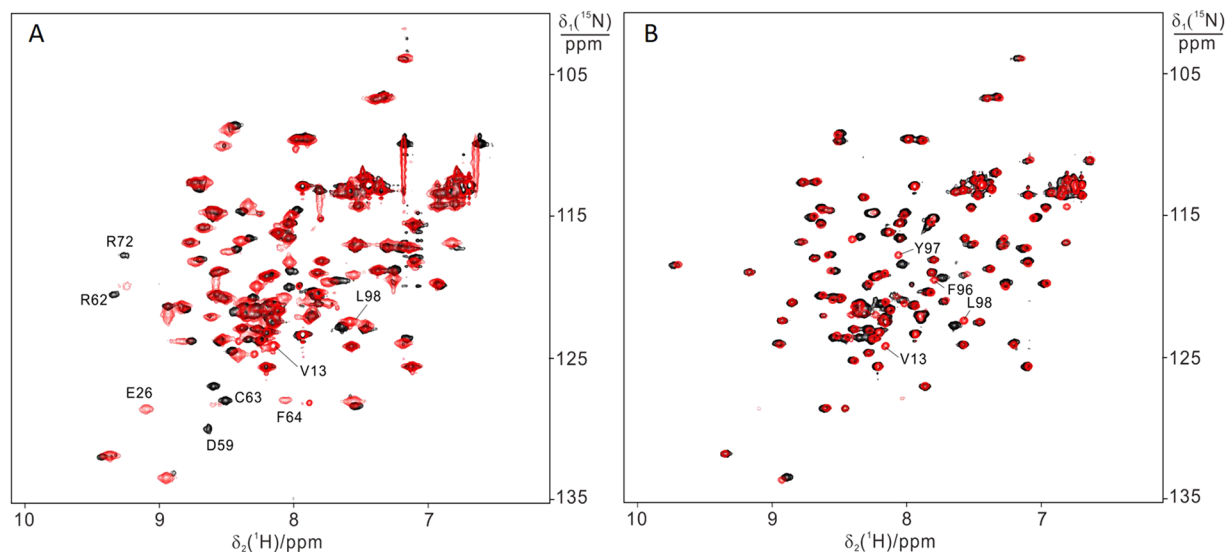 A
δ₁(¹⁵N)
ppm
105
115
125
135
R72
R62
E26
C63
D59
F64
L98
V13
10
9
8
7
δ₂(¹H)/ppm
B
δ₁(¹⁵N)
ppm
105
115
125
135
Y97
F96
L98
V13
10
9
8
7
δ₂(¹H)/ppm